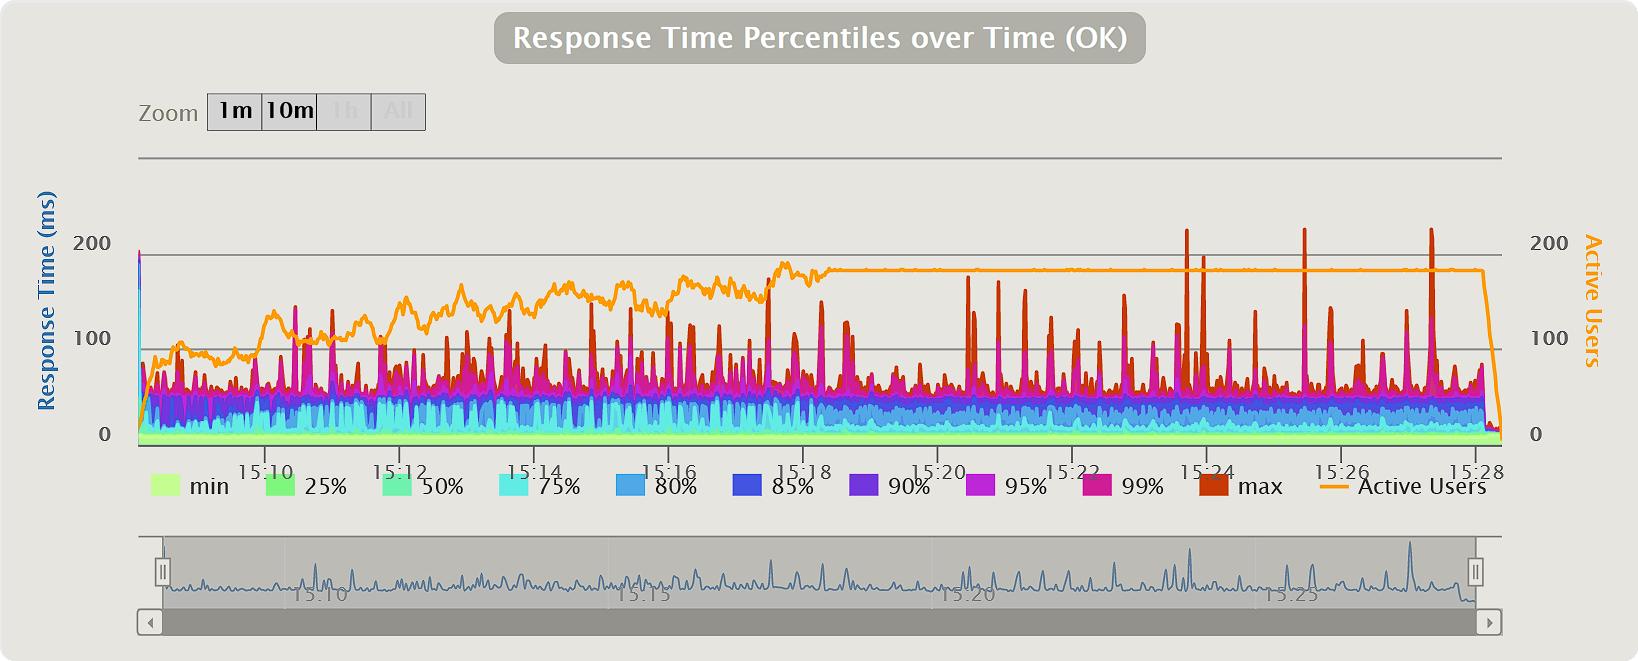 Response Time Percentiles over Time (OK)
Zoom 1m 10m 1h All
Response Time (ms)
200
100
0
200
100
0
Active Users
15:10 15:12 15:14 15:16 15:18 15:20 15:22 15:24 15:26 15:28
min 25% 50% 75% 80% 85% 90% 95% 99% max Active Users
15:10 15:15 15:20 15:25